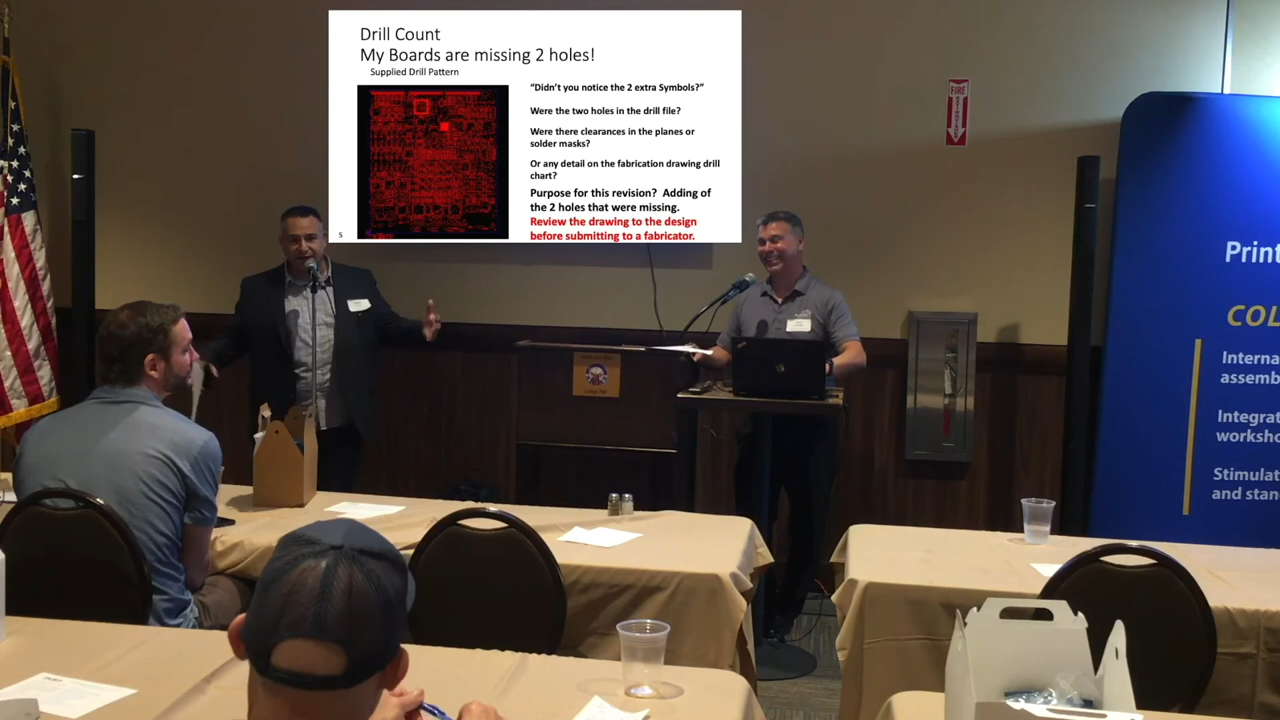 Drill Count
My Boards are missing 2 holes!
Supplied Drill Pattern
“Didn’t you notice the 2 extra Symbols?”
Were the two holes in the drill file?
Were there clearances in the planes or
solder masks?
Or any detail on the fabrication drawing drill
chart?
Purpose for this revision? Adding of
the 2 holes that were missing.
Review the drawing to the design
before submitting to a fabricator.
S
FIRE
Print
COL
Interna
assemb
Integrat
worksho
Stimulat
and stan